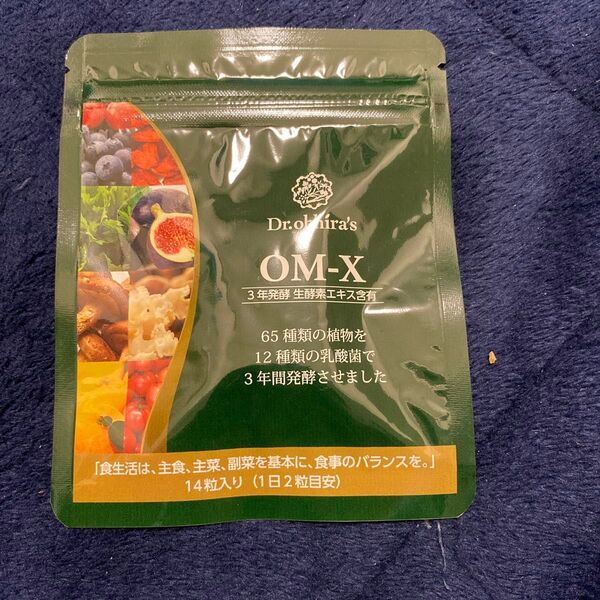 Dr.ohhira's
OM-X
3年発酵 生酵素エキス含有
65種類の植物を
12種類の乳酸菌で
3年間発酵させました
「食生活は、主食、主菜、副菜を基本に、食事のバランスを。」
14粒入り(1日2粒目安)